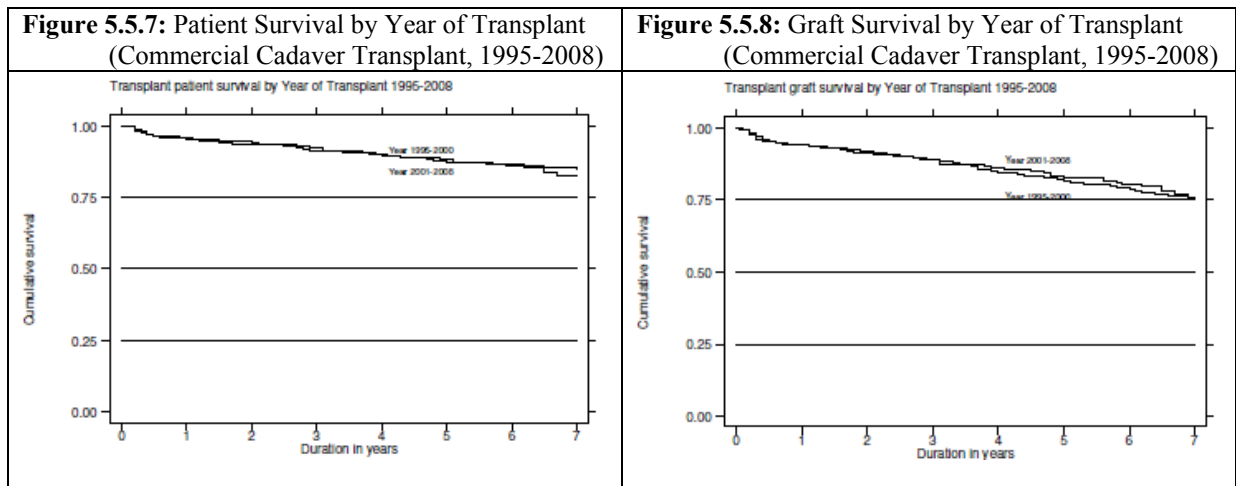 Figure 5.5.7: Patient Survival by Year of Transplant
(Commercial Cadaver Transplant, 1995-2008)
Transplant patient survival by Year of Transplant 1995-2008
1.00
0.75
0.50
0.25
0.00
Cumulative survival
Year 1995-2000
Year 2001-2008
0 1 2 3 4 5 6 7
Duration in years
Figure 5.5.8: Graft Survival by Year of Transplant
(Commercial Cadaver Transplant, 1995-2008)
Transplant graft survival by Year of Transplant 1995-2008
1.00
0.75
0.50
0.25
0.00
Cumulative survival
Year 2001-2008
Year 1995-2000
0 1 2 3 4 5 6 7
Duration in years